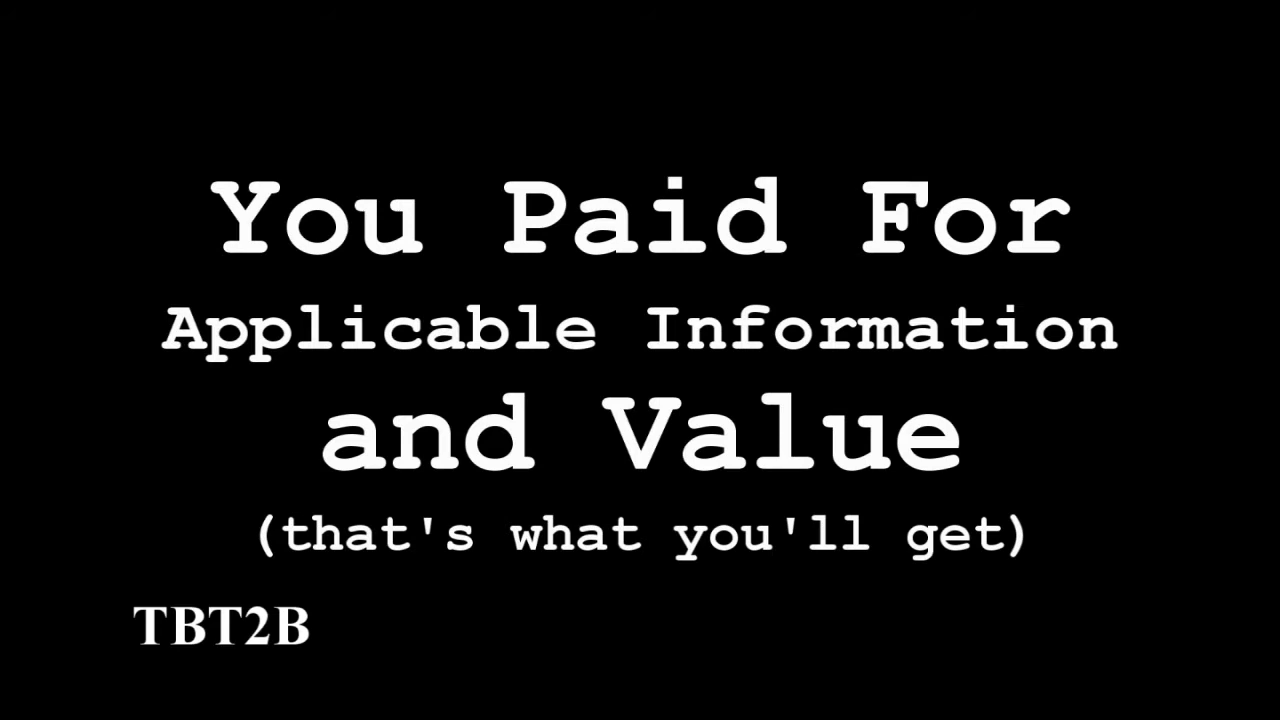 You Paid For
Applicable Information
and Value
(that's what you'll get)
TBT2B